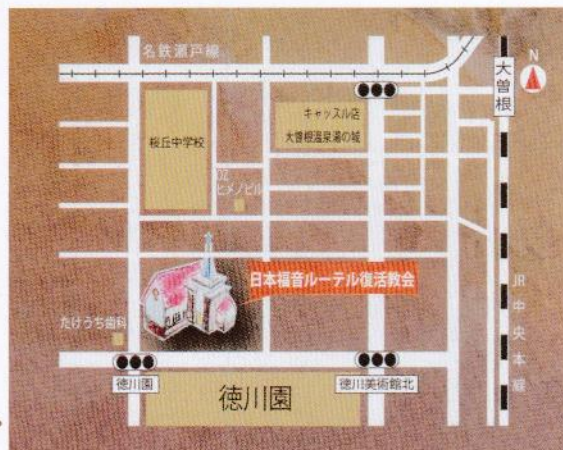 名鉄瀬戸線
大曽根
N
キャッスル店
大曽根温泉湯の城
桜丘中学校
ヒメノビル
日本福音ルーテル復活教会
JR中央本線
たけうち歯科
徳川園
徳川美術館北
徳川園